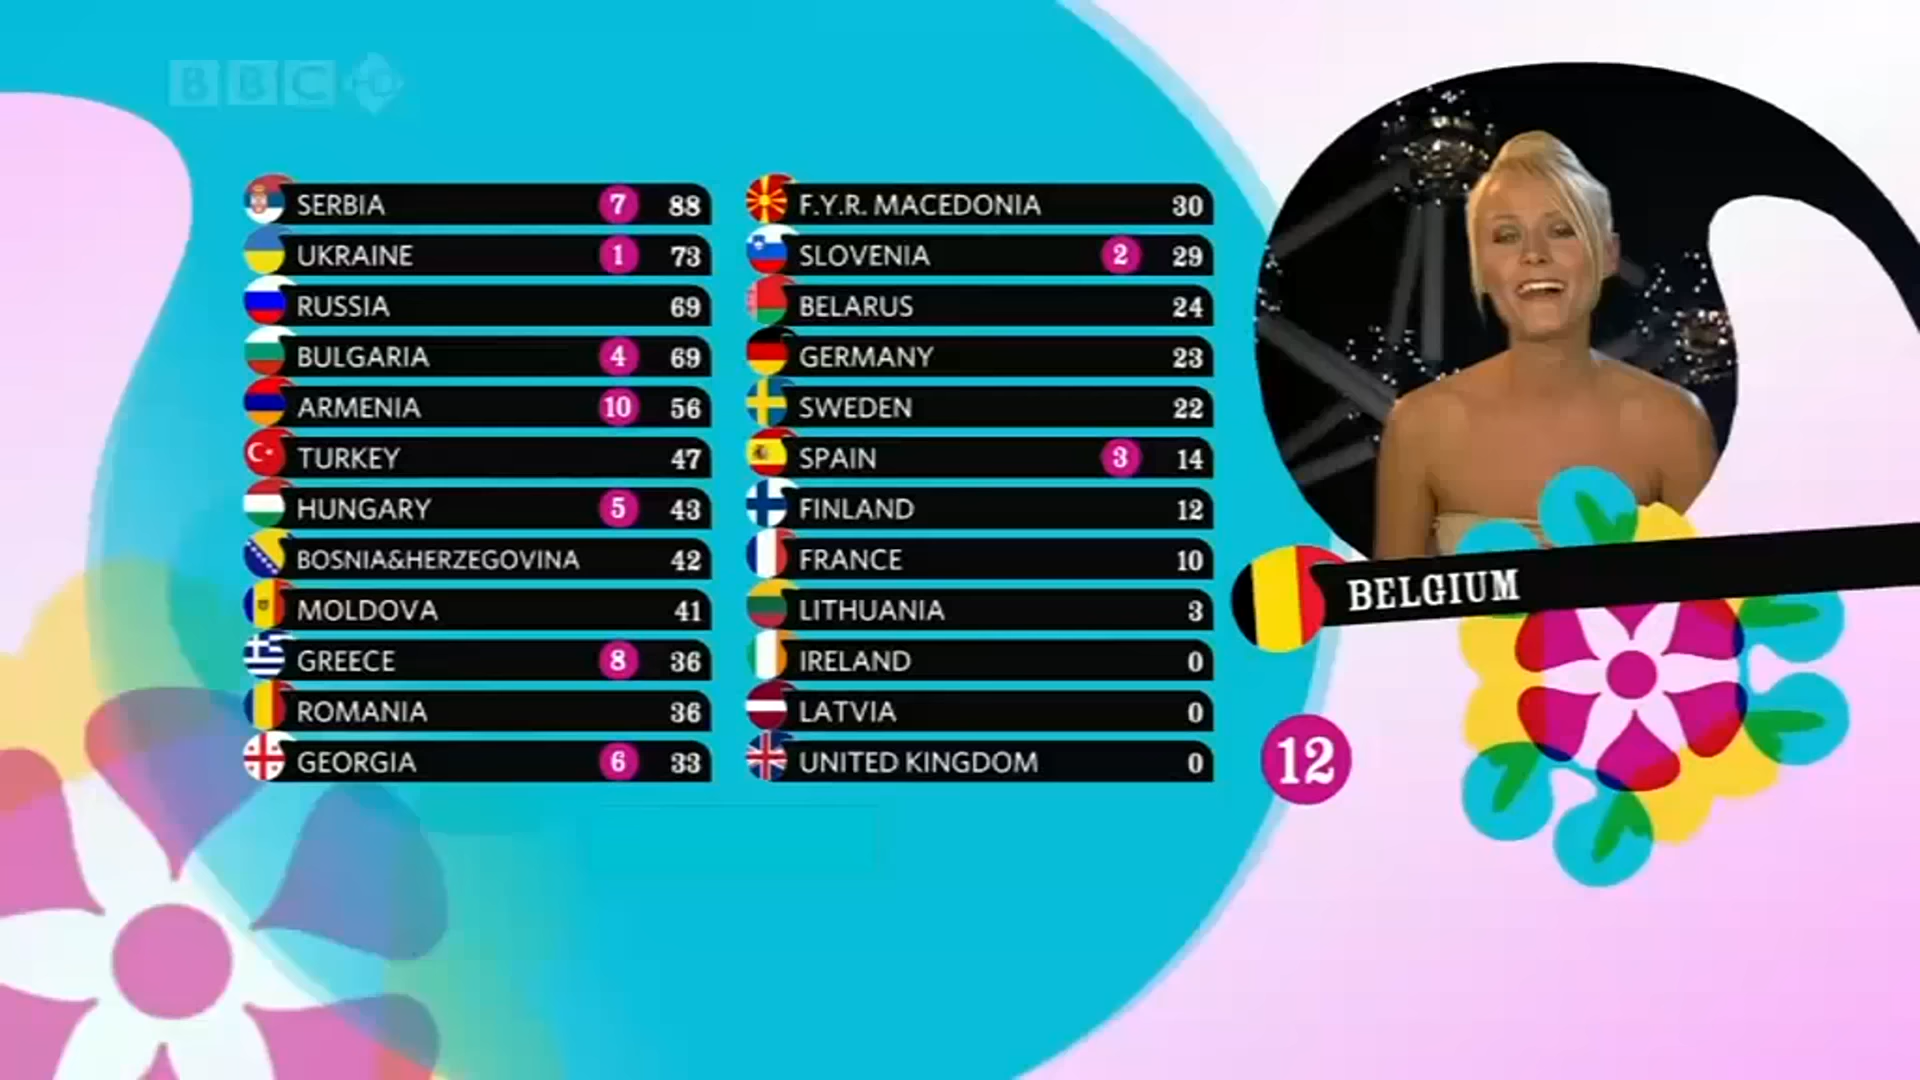 BBC HD
SERBIA 7 88
UKRAINE 1 73
RUSSIA 69
BULGARIA 4 69
ARMENIA 10 56
TURKEY 47
HUNGARY 5 43
BOSNIA&HERZEGOVINA 42
MOLDOVA 41
GREECE 8 36
ROMANIA 36
GEORGIA 6 33
F.Y.R. MACEDONIA 30
SLOVENIA 2 29
BELARUS 24
GERMANY 23
SWEDEN 22
SPAIN 3 14
FINLAND 12
FRANCE 10
LITHUANIA 3
IRELAND 0
LATVIA 0
UNITED KINGDOM 0
BELGIUM
12